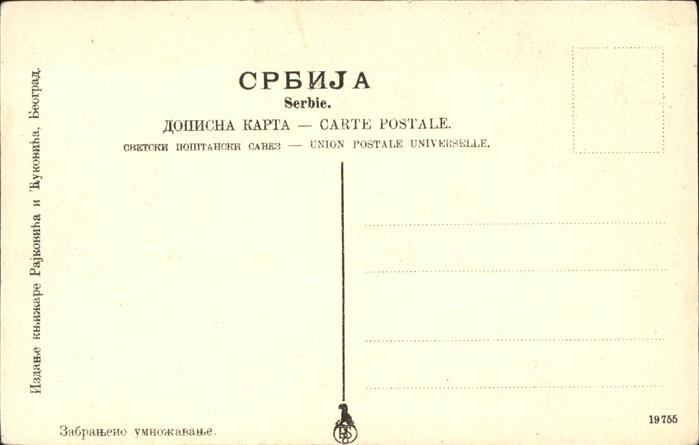 СРБИЈА
Serbie.
ДОПИСНА КАРТА — CARTE POSTALE.
СВЕТСКИ ПОШТАНСКИ САВЕЗ — UNION POSTALE UNIVERSELLE.
Издање књижаре Рајковића и Ћуковића, Београд.
Забрањено умножавање.
19755